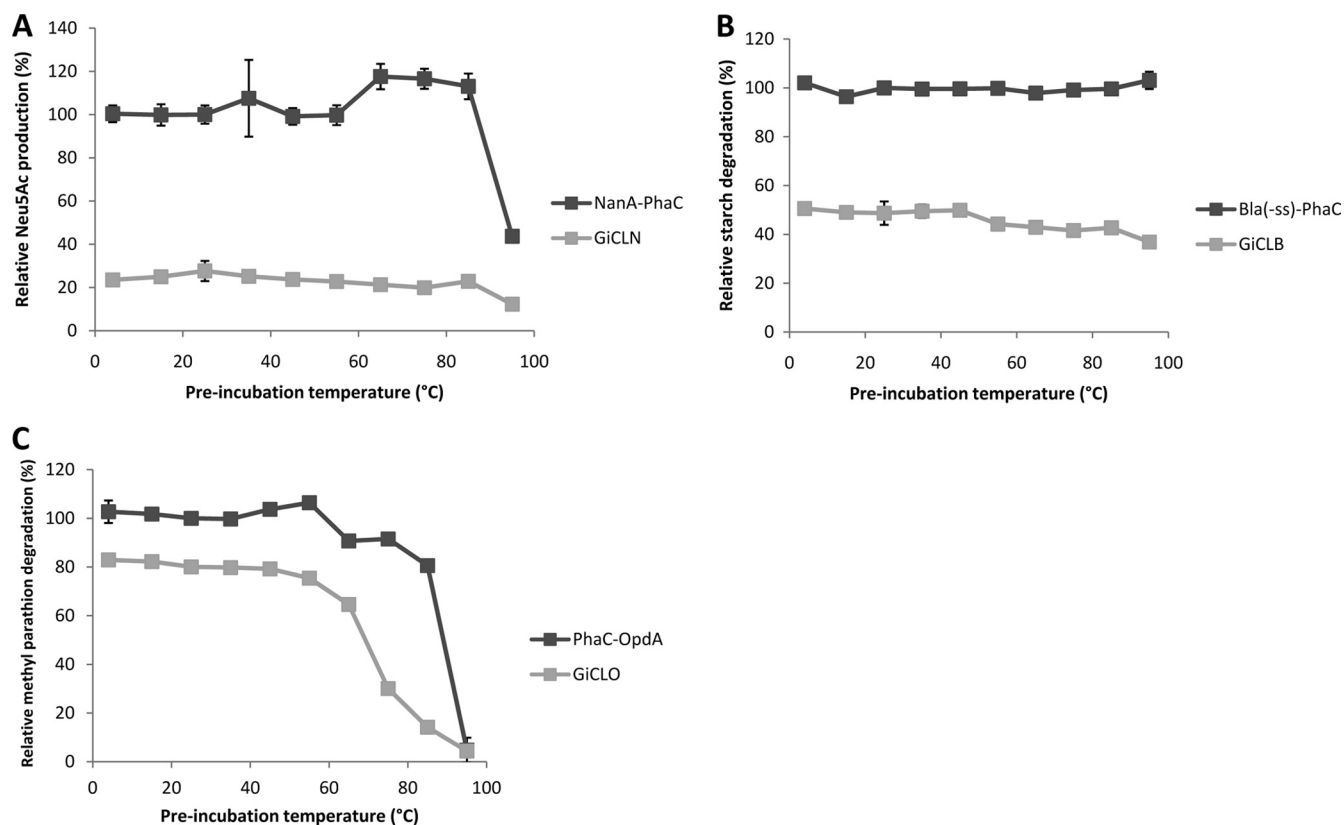 A
140
120
100
80
60
40
20
0
Relative Neu5Ac production (%)
0 20 40 60 80 100
Pre-incubation temperature (°C)
NanA-PhaC
GiCLN
B
120
100
80
60
40
20
0
Relative starch degradation (%)
0 20 40 60 80 100
Pre-incubation temperature (°C)
Bla(-ss)-PhaC
GiCLB
C
120
100
80
60
40
20
0
Relative methyl parathion degradation (%)
0 20 40 60 80 100
Pre-incubation temperature (°C)
PhaC-OpdA
GiCLO